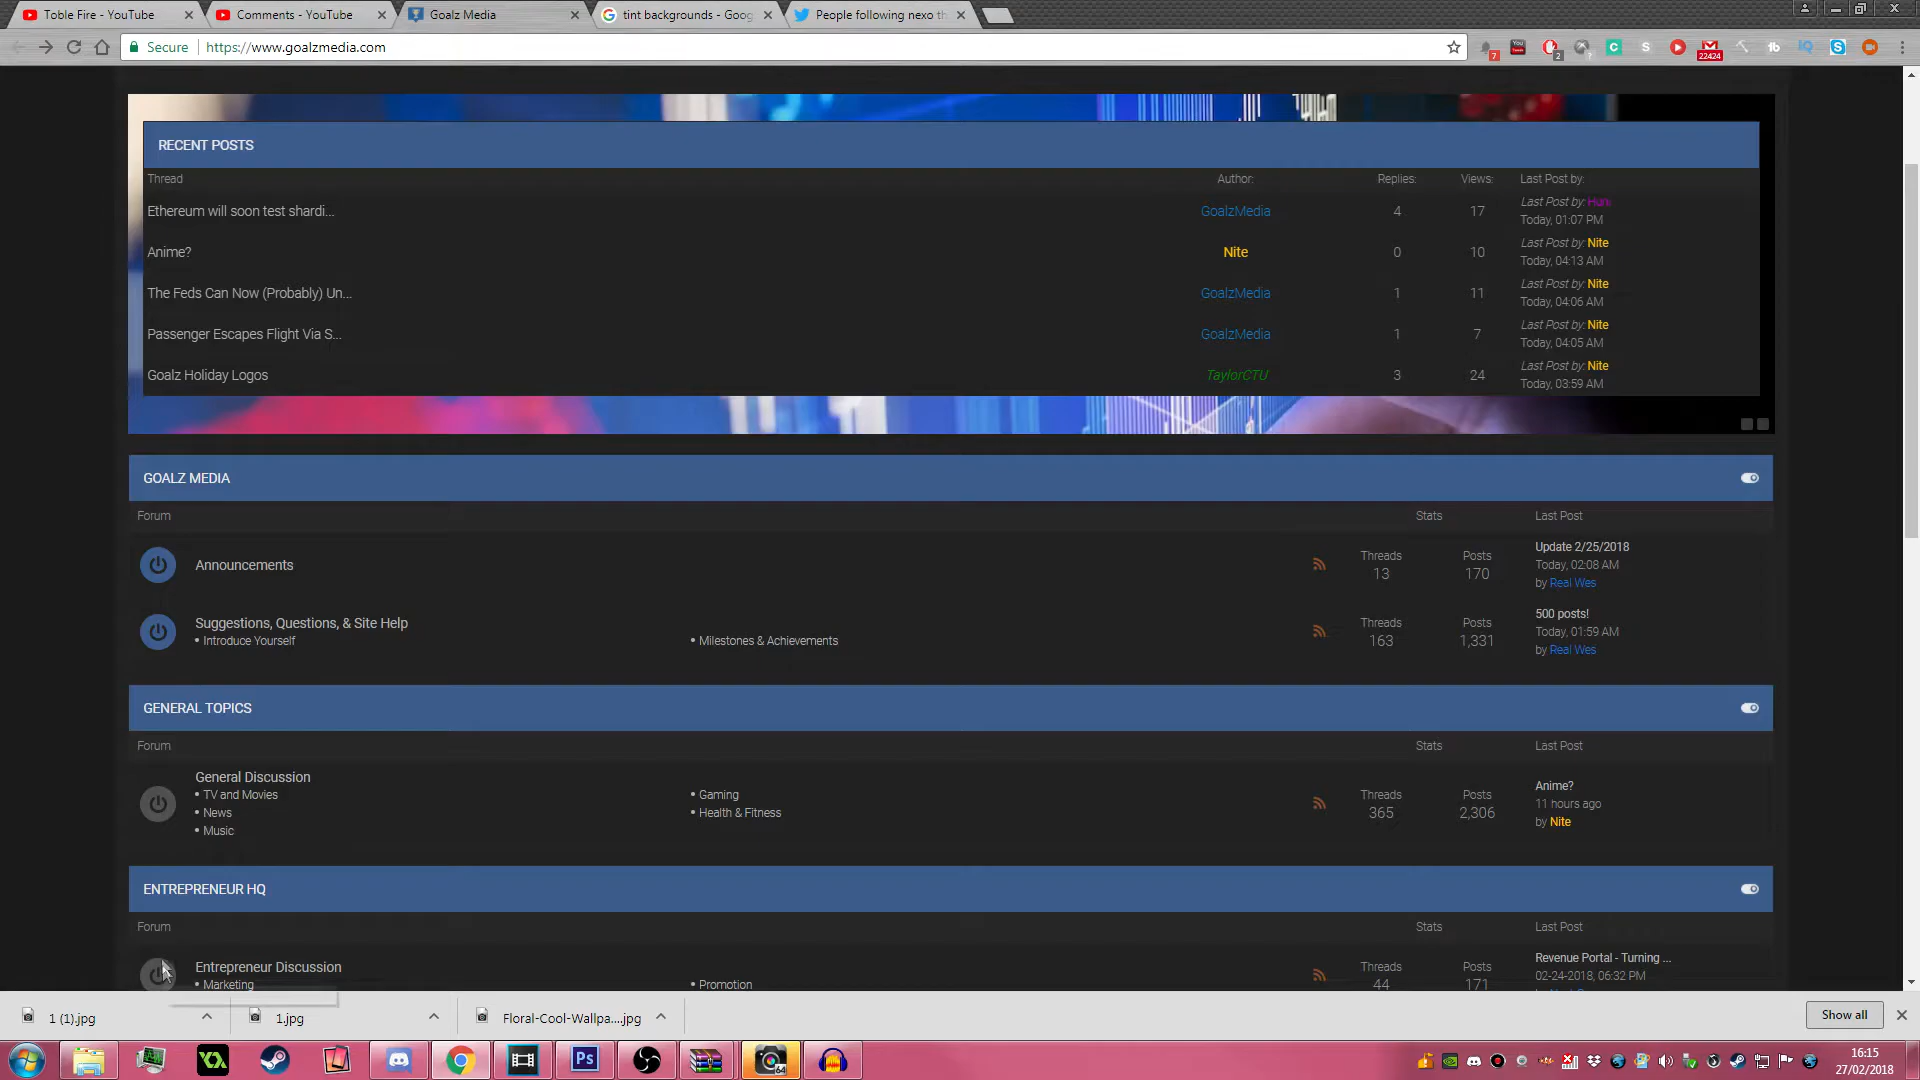 Toble Fire - YouTube
Comments - YouTube
Goalz Media
tint backgrounds - Goog
People following nexo th
Secure
https://www.goalzmedia.com
7
2
22424
RECENT POSTS
Thread Author: Replies: Views: Last Post by:
Ethereum will soon test shardi... GoalzMedia 4 17 Last Post by: Huni
Today, 01:07 PM
Anime? Nite 0 10 Last Post by: Nite
Today, 04:13 AM
The Feds Can Now (Probably) Un... GoalzMedia 1 11 Last Post by: Nite
Today, 04:06 AM
Passenger Escapes Flight Via S... GoalzMedia 1 7 Last Post by: Nite
Today, 04:05 AM
Goalz Holiday Logos TaylorCTU 3 24 Last Post by: Nite
Today, 03:59 AM
GOALZ MEDIA
Forum Stats Last Post
Announcements Threads 13 Posts 170
Update 2/25/2018
Today, 02:08 AM
by Real Wes
Suggestions, Questions, & Site Help Threads 163 Posts 1,331
• Introduce Yourself • Milestones & Achievements
500 posts!
Today, 01:59 AM
by Real Wes
GENERAL TOPICS
Forum Stats Last Post
General Discussion
• TV and Movies • Gaming
• News • Health & Fitness
• Music
Threads 365 Posts 2,306
Anime?
11 hours ago
by Nite
ENTREPRENEUR HQ
Forum Stats Last Post
Entrepreneur Discussion
• Marketing • Promotion
Threads 44 Posts 171
Revenue Portal - Turning ...
02-24-2018, 06:32 PM
1 (1).jpg
1.jpg
Floral-Cool-Wallpa....jpg
Show all
Ps
64
16:15
27/02/2018